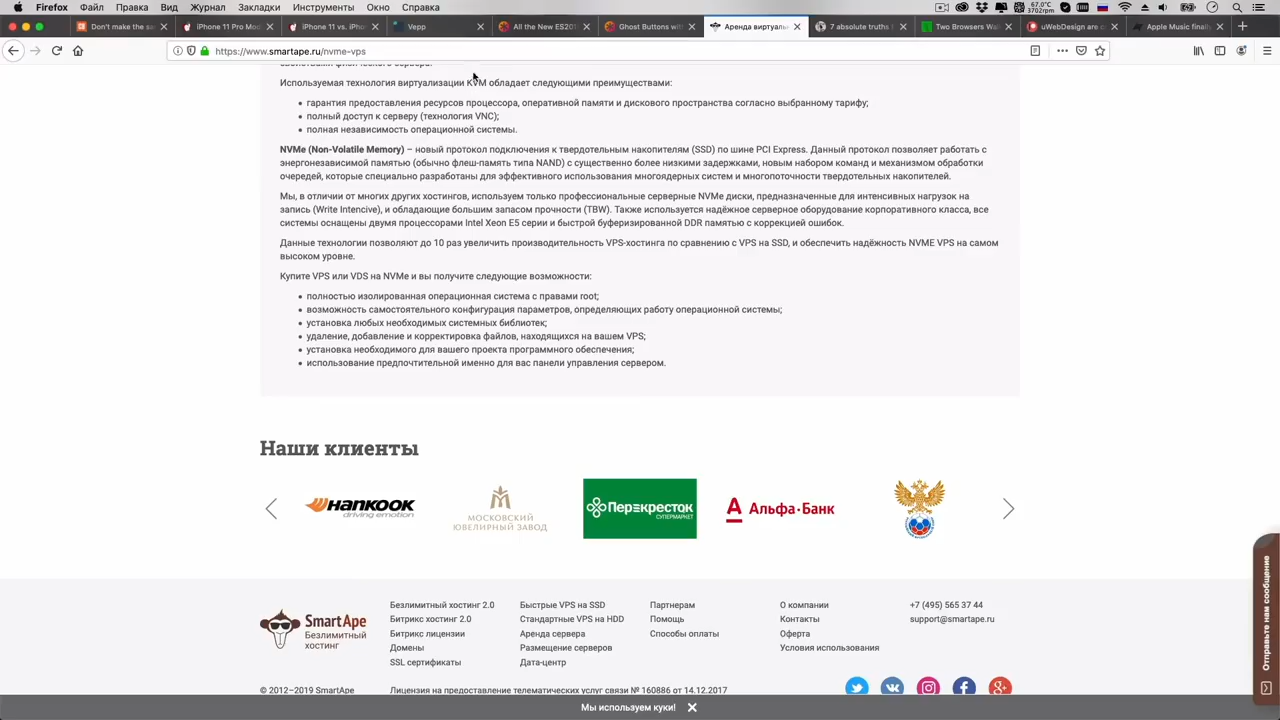 Firefox Файл Правка Вид Журнал Закладки Инструменты Окно Справка 67.0°C 3702rpm
Don't make the sa iPhone 11 Pro Mod iPhone 11 vs. iPho Vepp All the New ES201 Ghost Buttons with Аренда виртуаль 7 absolute truths I Two Browsers Walk uWebDesign are c Apple Music finally
https://www.smartape.ru/nvme-vps
свойствами физического сервера.
Используемая технология виртуализации KVM обладает следующими преимуществами:
гарантия предоставления ресурсов процессора, оперативной памяти и дискового пространства согласно выбранному тарифу;
полный доступ к серверу (технология VNC);
полная независимость операционной системы.
NVMe (Non-Volatile Memory) – новый протокол подключения к твердотельным накопителям (SSD) по шине PCI Express. Данный протокол позволяет работать с
энергонезависимой памятью (обычно флеш-память типа NAND) с существенно более низкими задержками, новым набором команд и механизмом обработки
очередей, которые специально разработаны для эффективного использования многоядерных систем и многопоточности твердотельных накопителей.
Мы, в отличии от многих других хостингов, используем только профессиональные серверные NVMe диски, предназначенные для интенсивных нагрузок на
запись (Write Intencive), и обладающие большим запасом прочности (TBW). Также используется надёжное серверное оборудование корпоративного класса, все
системы оснащены двумя процессорами Intel Xeon E5 серии и быстрой буферизированной DDR памятью с коррекцией ошибок.
Данные технологии позволяют до 10 раз увеличить производительность VPS-хостинга по сравнению с VPS на SSD, и обеспечить надёжность NVME VPS на самом
высоком уровне.
Купите VPS или VDS на NVMe и вы получите следующие возможности:
полностью изолированная операционная система с правами root;
возможность самостоятельного конфигурация параметров, определяющих работу операционной системы;
установка любых необходимых системных библиотек;
удаление, добавление и корректировка файлов, находящихся на вашем VPS;
установка необходимого для вашего проекта программного обеспечения;
использование предпочтительной именно для вас панели управления сервером.
Наши клиенты
HANKOOK
driving emotion
МОСКОВСКИЙ
ЮВЕЛИРНЫЙ ЗАВОД
Перекресток
СУПЕРМАРКЕТ
Альфа·Банк
Отправьте нам сообщение
SmartApe
Безлимитный
хостинг
Безлимитный хостинг 2.0
Битрикс хостинг 2.0
Битрикс лицензии
Домены
SSL сертификаты
Быстрые VPS на SSD
Стандартные VPS на HDD
Аренда сервера
Размещение серверов
Дата-центр
Партнерам
Помощь
Способы оплаты
О компании
Контакты
Оферта
Условия использования
+7 (495) 565 37 44
support@smartape.ru
© 2012–2019 SmartApe
Лицензия на предоставление телематических услуг связи № 160886 от 14.12.2017
Мы используем куки!